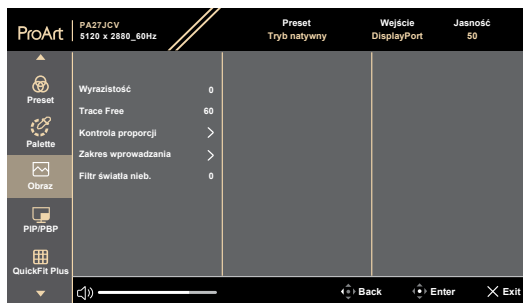 ProArt
PA27JCV
5120 x 2880_60Hz
Preset
Tryb natywny
Wejście
DisplayPort
Jasność
50
Preset
Palette
Obraz
PIP/PBP
QuickFit Plus
Wyrazistość 0
Trace Free 60
Kontrola proporcji
Zakres wprowadzania
Filtr światła nieb. 0
Back
Enter
Exit